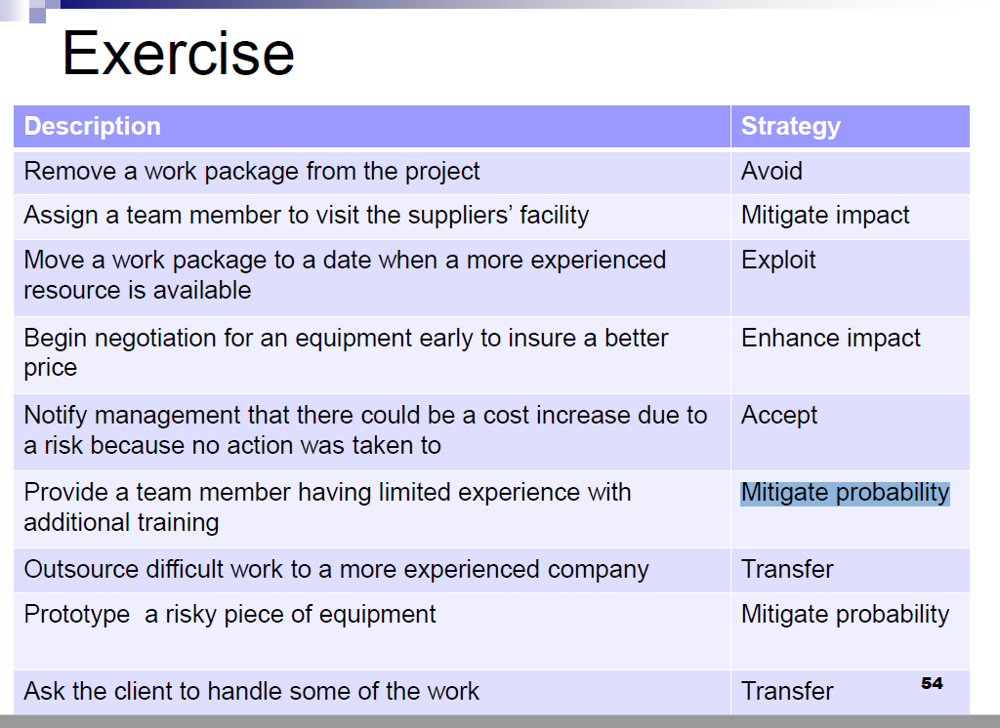 Exercise
Description Strategy
Remove a work package from the project Avoid
Assign a team member to visit the suppliers’ facility Mitigate impact
Move a work package to a date when a more experienced Exploit
resource is available
Begin negotiation for an equipment early to insure a better Enhance impact
price
Notify management that there could be a cost increase due to Accept
a risk because no action was taken to
Provide a team member having limited experience with Mitigate probability
additional training
Outsource difficult work to a more experienced company Transfer
Prototype a risky piece of equipment Mitigate probability
Ask the client to handle some of the work Transfer
54